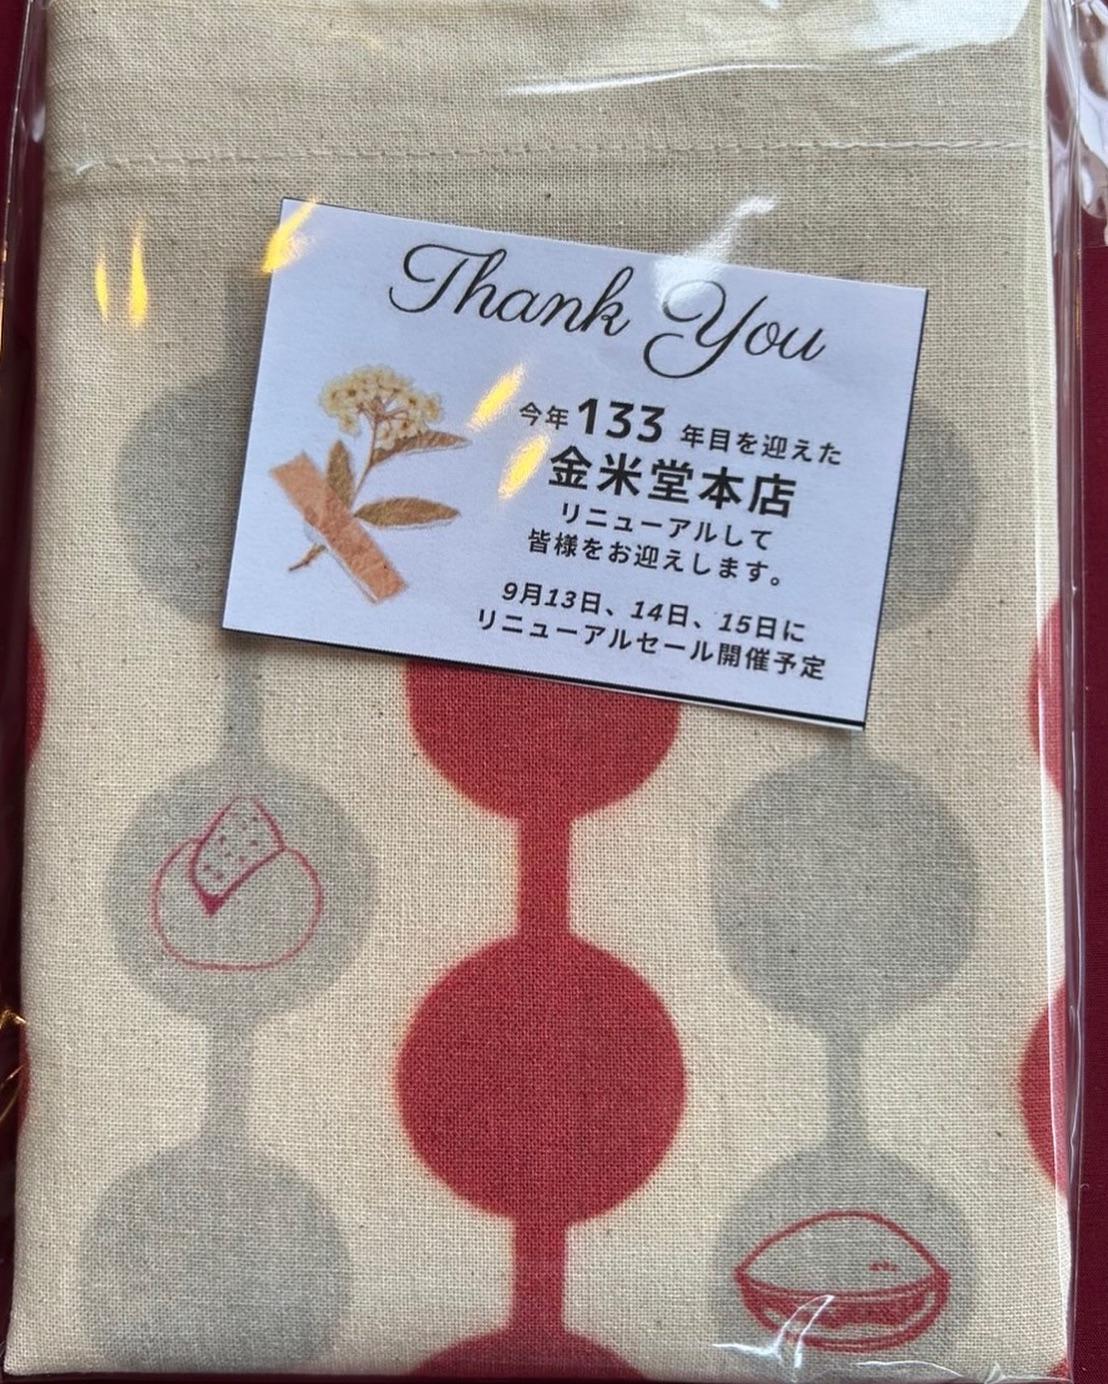 Thank You
今年133年目を迎えた
金米堂本店
リニューアルして
皆様をお迎えします。
9月13日、14日、15日に
リニューアルセール開催予定